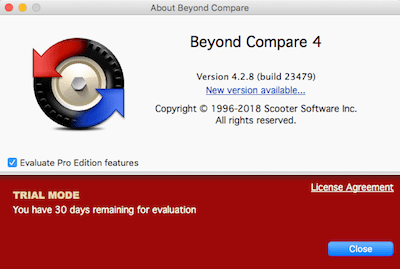 About Beyond Compare
Beyond Compare 4
Version 4.2.8 (build 23479)
New version available...
Copyright © 1996-2018 Scooter Software Inc.
All rights reserved.
Evaluate Pro Edition features
License Agreement
TRIAL MODE
You have 30 days remaining for evaluation
Close